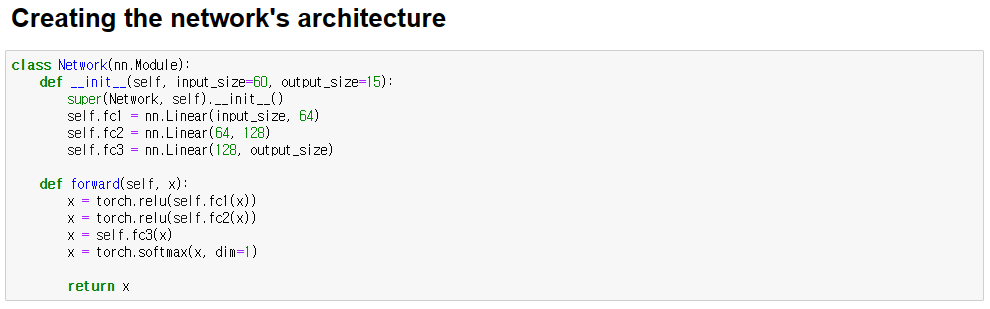 Creating the network's architecture
class Network(nn.Module):
    def __init__(self, input_size=60, output_size=15):
        super(Network, self).__init__()
        self.fc1 = nn.Linear(input_size, 64)
        self.fc2 = nn.Linear(64, 128)
        self.fc3 = nn.Linear(128, output_size)

    def forward(self, x):
        x = torch.relu(self.fc1(x))
        x = torch.relu(self.fc2(x))
        x = self.fc3(x)
        x = torch.softmax(x, dim=1)

        return x